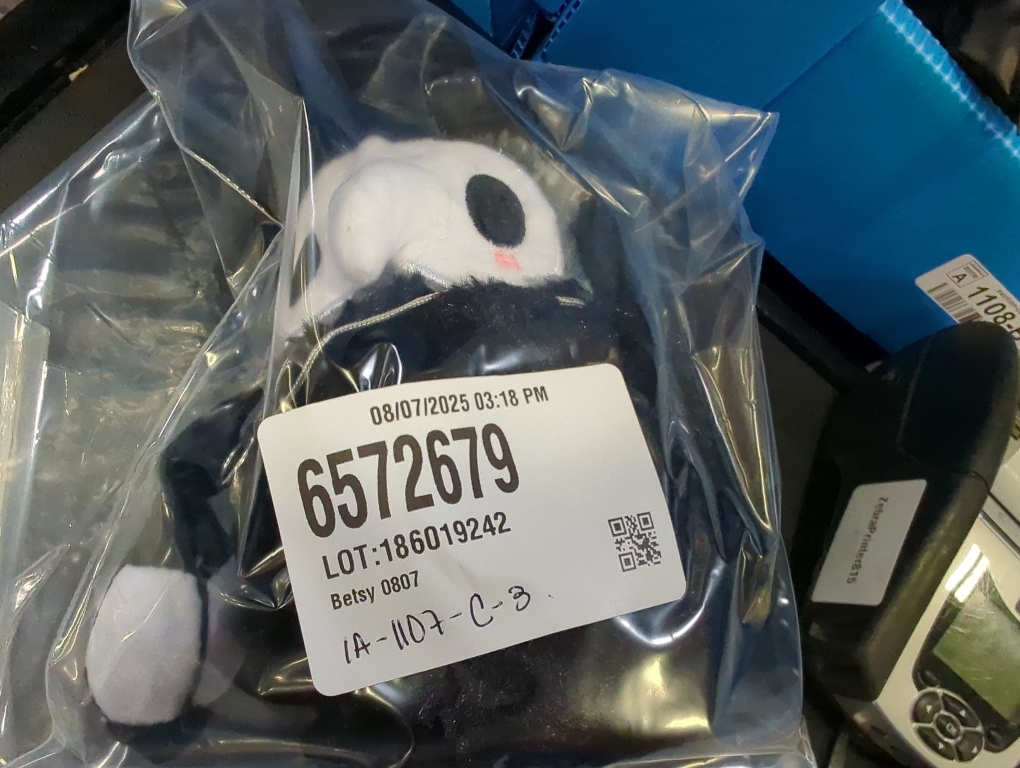 08/07/2025 03:18 PM
6572679
LOT:186019242
Betsy 0807
1A-1107-C-3
A
1108-
ZebraPrinter815